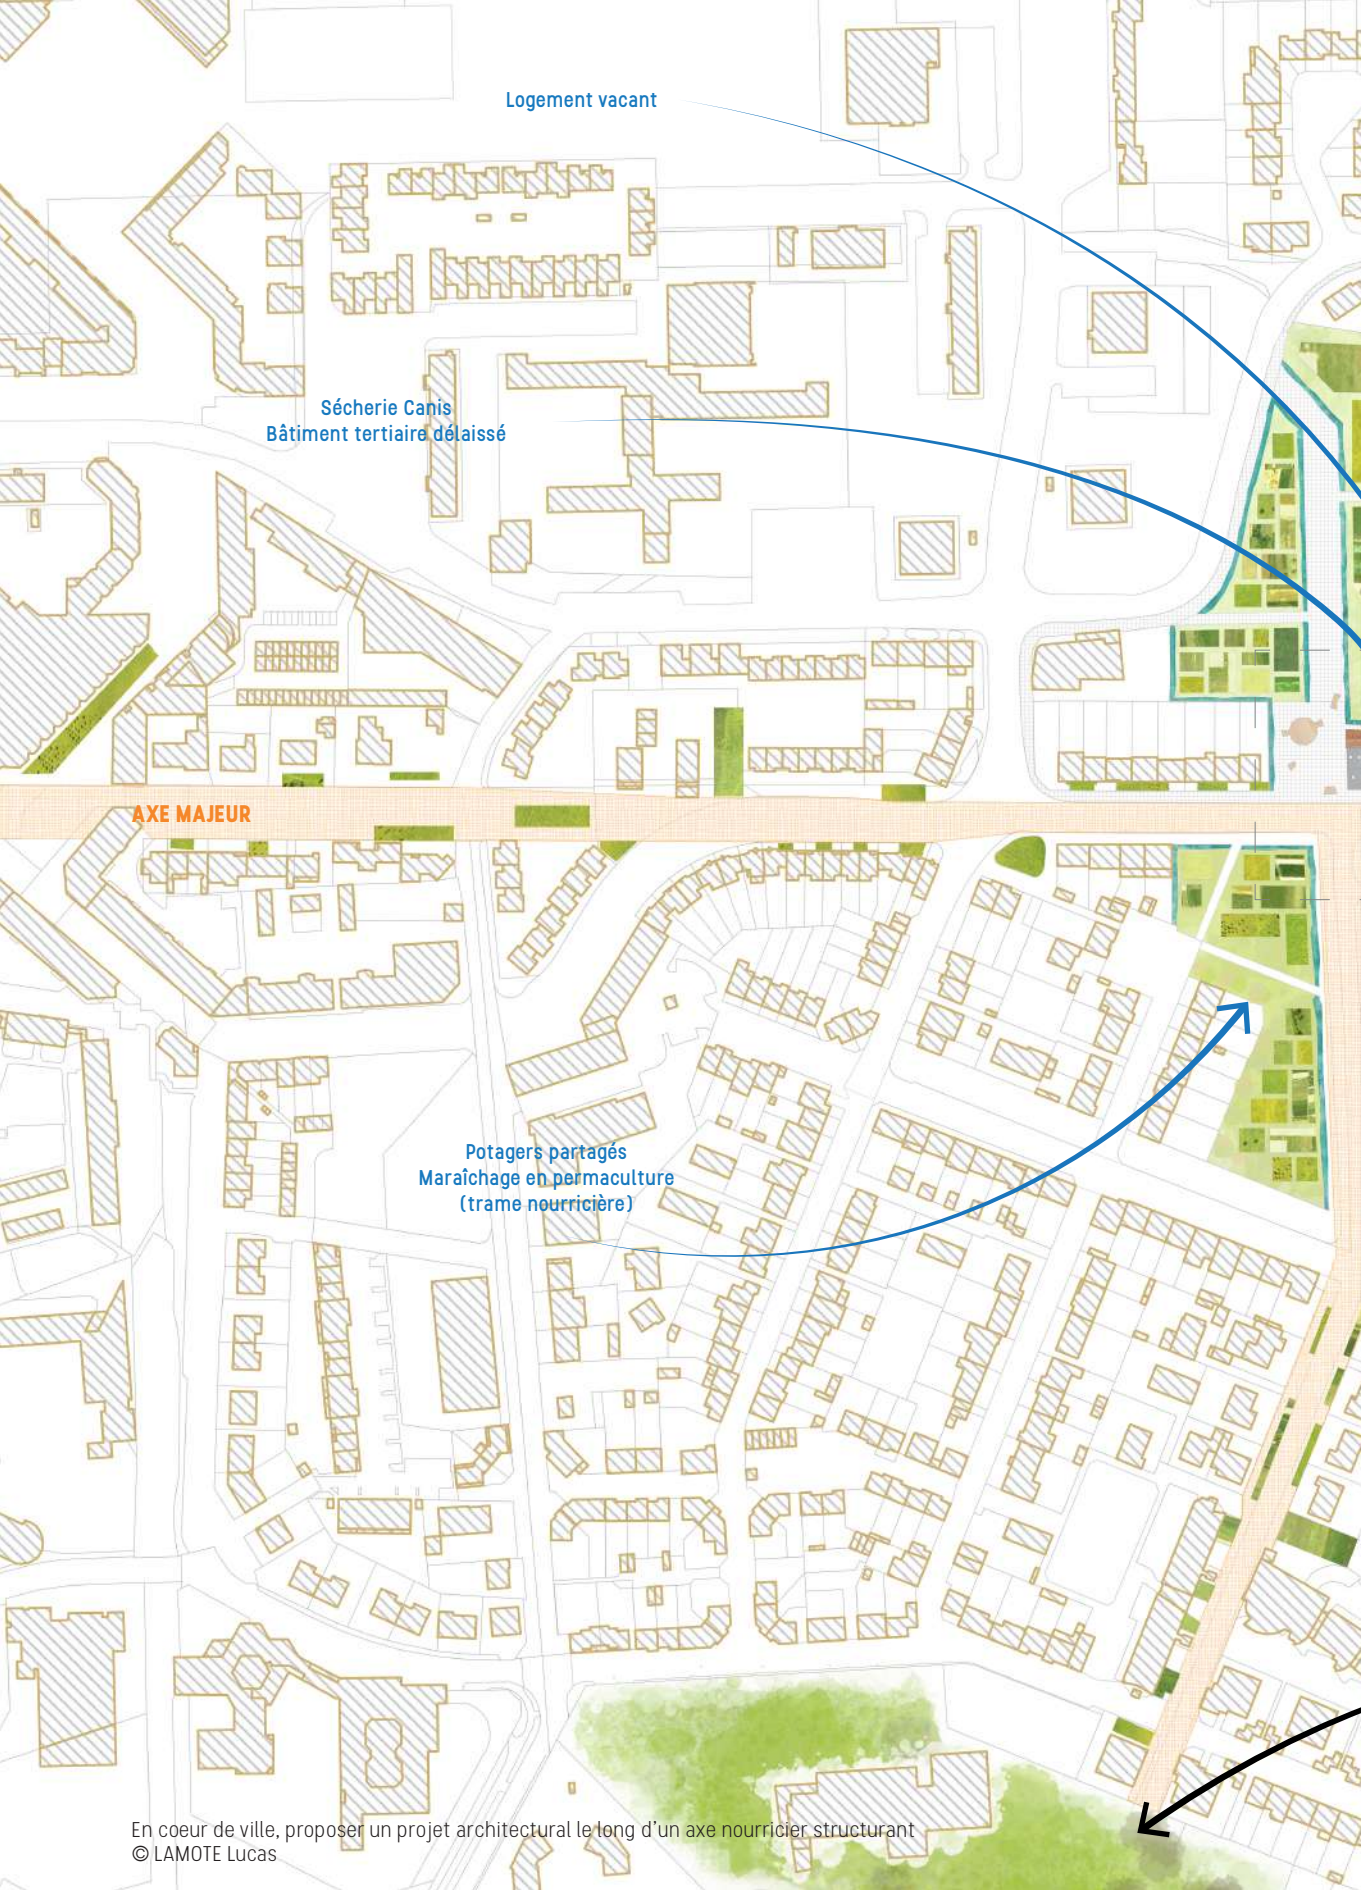 Logement vacant
Sécherie Canis
Bâtiment tertiaire délaissé
AXE MAJEUR
Potagers partagés
Maraîchage en permaculture
(trame nourricière)
En coeur de ville, proposer un projet architectural le long d'un axe nourricier structurant
© LAMOTE Lucas